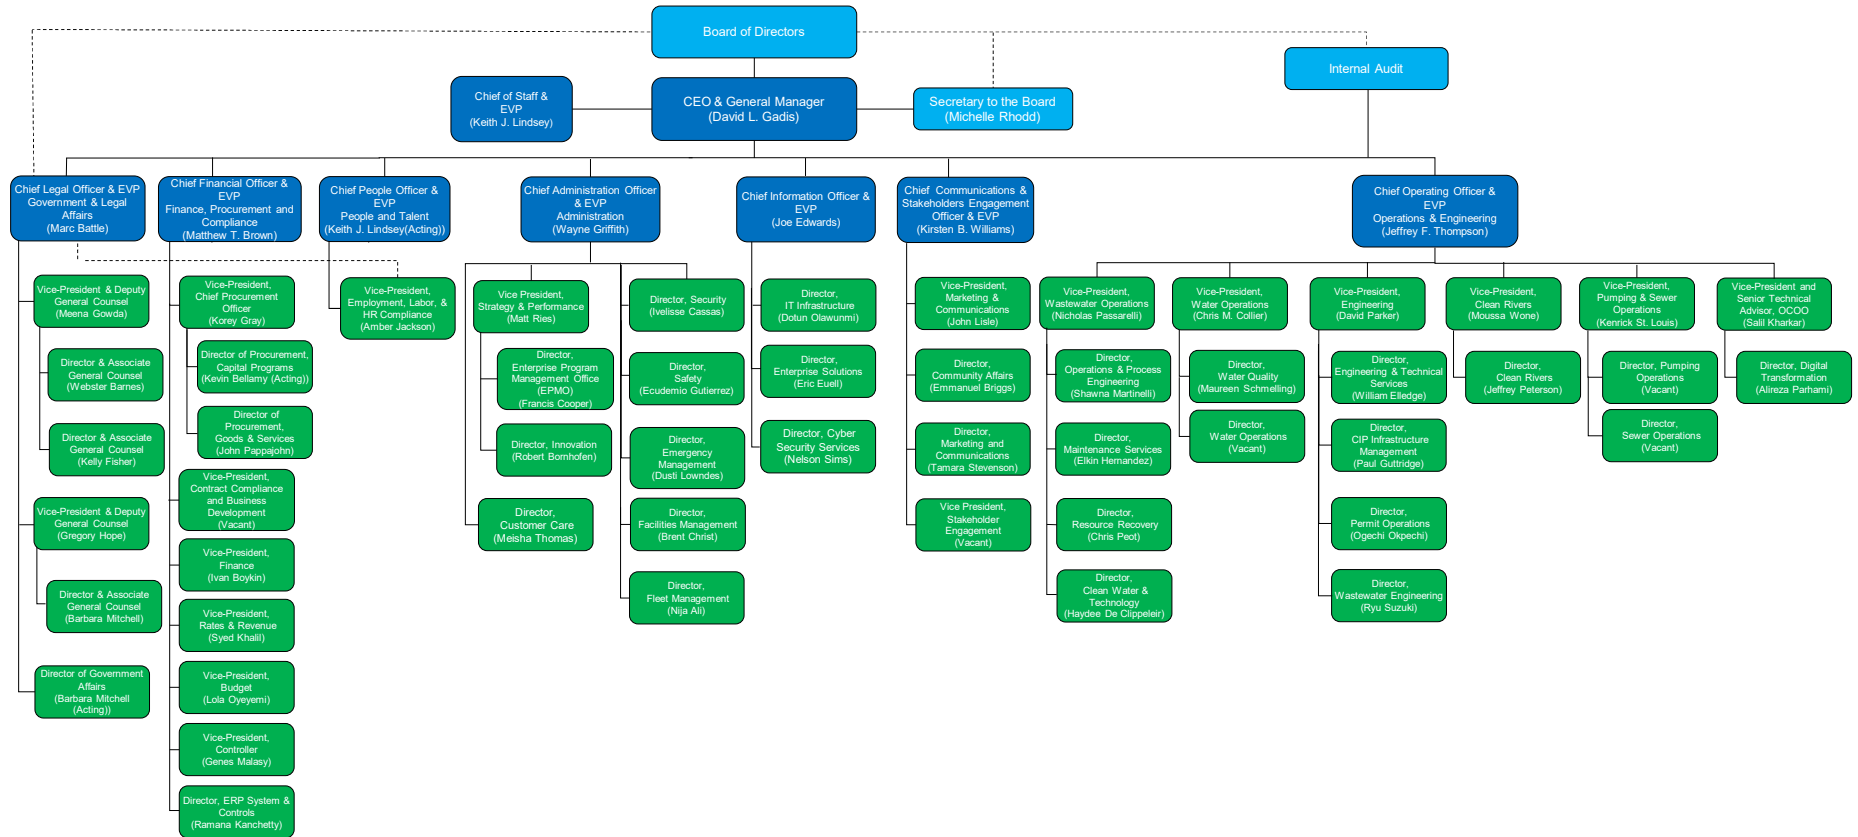 Board of Directors
Internal Audit
Chief of Staff &
EVP
(Keith J. Lindsey)
CEO & General Manager
(David L. Gadis)
Secretary to the Board
(Michelle Rhodd)
Chief Legal Officer & EVP
Government & Legal
Affairs
(Marc Battle)
Chief Financial Officer &
EVP
Finance, Procurement and
Compliance
(Matthew T. Brown)
Chief People Officer &
EVP
People and Talent
(Keith J. Lindsey(Acting))
Chief Administration Officer
& EVP
Administration
(Wayne Griffith)
Chief Information Officer &
EVP
(Joe Edwards)
Chief Communications &
Stakeholders Engagement
Officer & EVP
(Kirsten B. Williams)
Chief Operating Officer &
EVP
Operations & Engineering
(Jeffrey F. Thompson)
Vice-President & Deputy
General Counsel
(Meena Gowda)
Director & Associate
General Counsel
(Webster Barnes)
Director & Associate
General Counsel
(Kelly Fisher)
Vice-President & Deputy
General Counsel
(Gregory Hope)
Director & Associate
General Counsel
(Barbara Mitchell)
Director of Government
Affairs
(Barbara Mitchell
(Acting))
Vice-President,
Chief Procurement
Officer
(Korey Gray)
Director of Procurement,
Capital Programs
(Kevin Bellamy (Acting))
Director of
Procurement,
Goods & Services
(John Pappajohn)
Vice-President,
Contract Compliance
and Business
Development
(Vacant)
Vice-President,
Finance
(Ivan Boykin)
Vice-President,
Rates & Revenue
(Syed Khalil)
Vice-President,
Budget
(Lola Oyeyemi)
Vice-President,
Controller
(Genes Malasy)
Director, ERP System &
Controls
(Ramana Kanchetty)
Vice-President,
Employment, Labor, &
HR Compliance
(Amber Jackson)
Vice President,
Strategy & Performance
(Matt Ries)
Director,
Enterprise Program
Management Office
(EPMO)
(Francis Cooper)
Director, Innovation
(Robert Bornhofen)
Director,
Customer Care
(Meisha Thomas)
Director, Security
(Ivelisse Cassas)
Director,
Safety
(Ecudemio Gutierrez)
Director,
Emergency
Management
(Dusti Lowndes)
Director,
Facilities Management
(Brent Christ)
Director,
Fleet Management
(Nija Ali)
Director,
IT Infrastructure
(Dotun Olawunmi)
Director,
Enterprise Solutions
(Eric Euell)
Director, Cyber
Security Services
(Nelson Sims)
Vice-President,
Marketing &
Communications
(John Lisle)
Director,
Community Affairs
(Emmanuel Briggs)
Director,
Marketing and
Communications
(Tamara Stevenson)
Vice President,
Stakeholder
Engagement
(Vacant)
Vice-President,
Wastewater Operations
(Nicholas Passarelli)
Director,
Operations & Process
Engineering
(Shawna Martinelli)
Director,
Maintenance Services
(Elkin Hernandez)
Director,
Resource Recovery
(Chris Peot)
Director,
Clean Water &
Technology
(Haydee De Clippeleir)
Vice-President,
Water Operations
(Chris M. Collier)
Director,
Water Quality
(Maureen Schmelling)
Director,
Water Operations
(Vacant)
Vice-President,
Engineering
(David Parker)
Director,
Engineering & Technical
Services
(William Elledge)
Director,
CIP Infrastructure
Management
(Paul Guttridge)
Director,
Permit Operations
(Ogechi Okpechi)
Director,
Wastewater Engineering
(Ryu Suzuki)
Vice-President,
Clean Rivers
(Moussa Wone)
Director,
Clean Rivers
(Jeffrey Peterson)
Vice-President,
Pumping & Sewer
Operations
(Kenrick St. Louis)
Director, Pumping
Operations
(Vacant)
Director,
Sewer Operations
(Vacant)
Vice-President and
Senior Technical
Advisor, OCOO
(Salil Kharkar)
Director, Digital
Transformation
(Alireza Parhami)